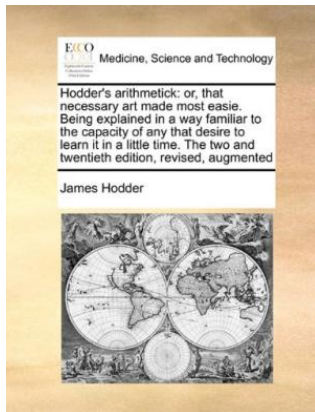 ECCO
Medicine, Science and Technology
Hodder's arithmetick: or, that
necessary art made most easie.
Being explained in a way familiar to
the capacity of any that desire to
learn it in a little time. The two and
twentieth edition, revised, augmented
James Hodder